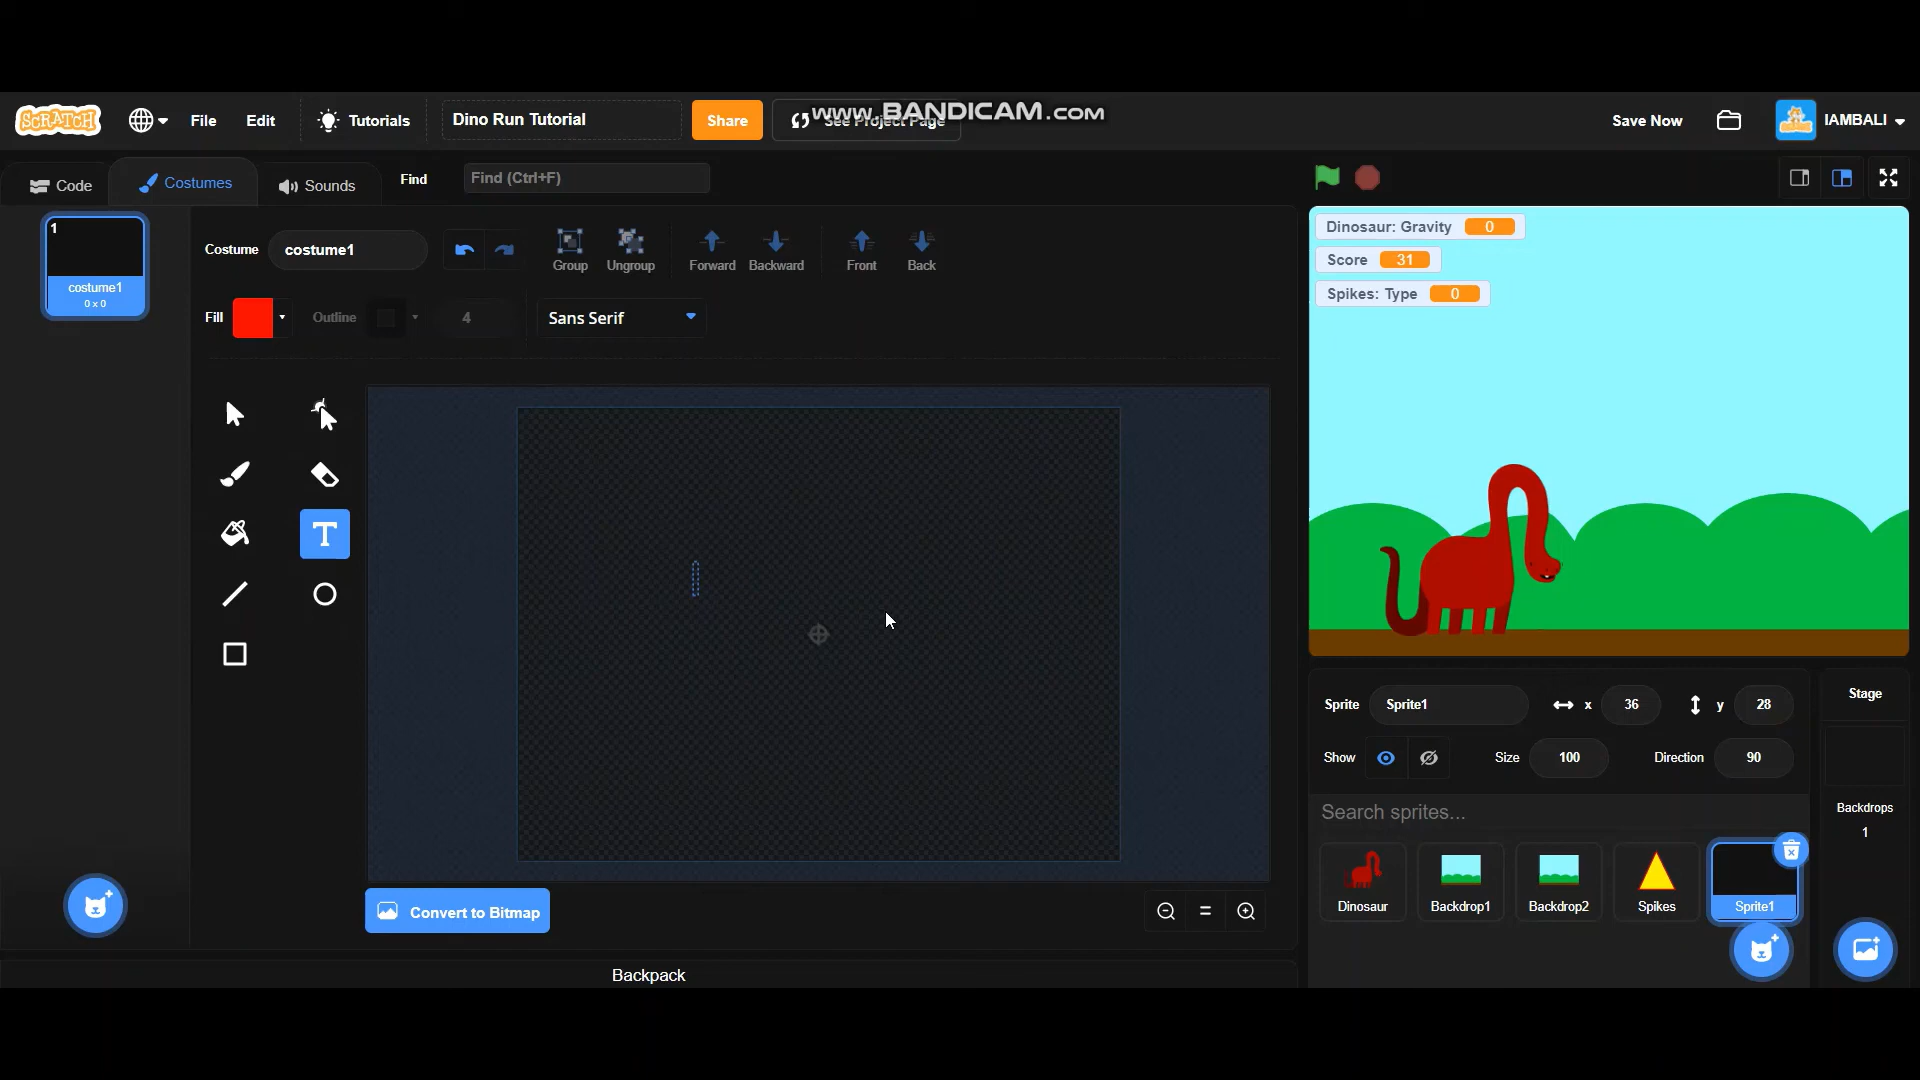 SCRATCH
File
Edit
Tutorials
Dino Run Tutorial
Share
See Project Page
www.BANDICAM.com
Save Now
IAMBALI
Code
Costumes
Sounds
Find
Find (Ctrl+F)
1
costume1
0 x 0
Costume
costume1
Group
Ungroup
Forward
Backward
Front
Back
Fill
Outline
4
Sans Serif
T
Convert to Bitmap
Backpack
Dinosaur: Gravity 0
Score 31
Spikes: Type 0
Sprite
Sprite1
x
36
y
28
Show
Size
100
Direction
90
Search sprites...
Dinosaur
Backdrop1
Backdrop2
Spikes
Sprite1
Stage
Backdrops
1